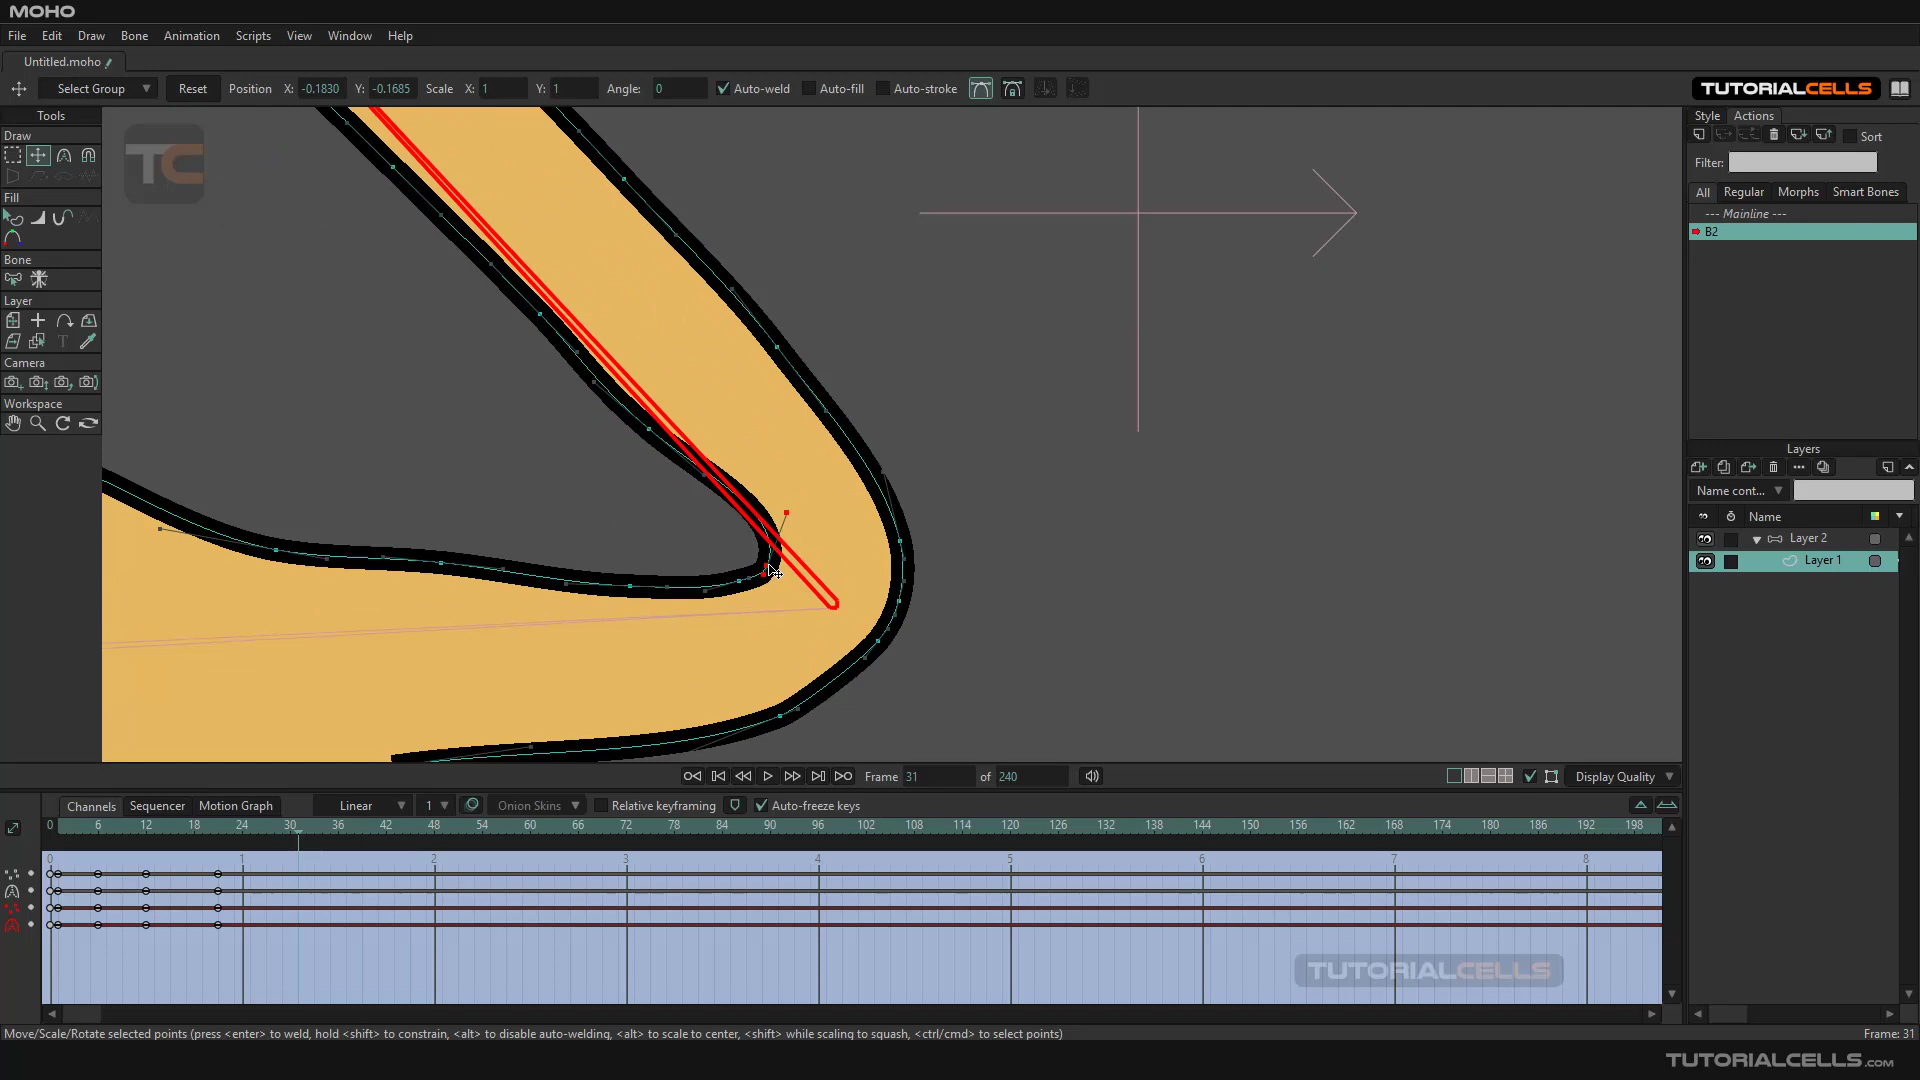 MOHO
File Edit Draw Bone Animation Scripts View Window Help
Untitled.moho
Select Group Reset Position X: -0.1830 Y: -0.1685 Scale X: 1 Y: 1 Angle: 0 Auto-weld Auto-fill Auto-stroke TUTORIALCELLS
Tools
Draw
Fill
Bone
Layer
Camera
Workspace
TC
Style Actions
Sort
Filter:
All Regular Morphs Smart Bones
--- Mainline ---
B2
Layers
Name cont...
Name
Layer 2
Layer 1
Frame 31 of 240 Display Quality
Channels Sequencer Motion Graph Linear 1 Onion Skins Relative keyframing Auto-freeze keys
0 6 12 18 24 30 36 42 48 54 60 66 72 78 84 90 96 102 108 114 120 126 132 138 144 150 156 162 168 174 180 186 192 198
0 1 2 3 4 5 6 7 8
TUTORIALCELLS
Move/Scale/Rotate selected points (press <enter> to weld, hold <shift> to constrain, <alt> to disable auto-welding, <alt> to scale to center, <shift> while scaling to squash, <ctrl/cmd> to select points) Frame: 31
TUTORIALCELLS.COM